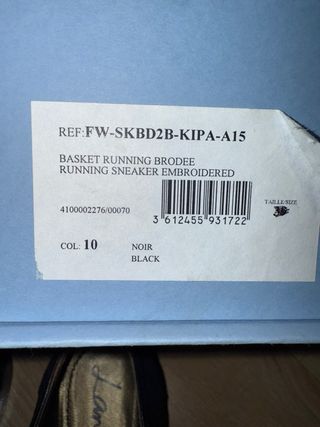 REF:FW-SKBD2B-KIPA-A15
BASKET RUNNING BRODEE
RUNNING SNEAKER EMBROIDERED
4100002276/00070
3 612455 931722
TAILLE/SIZE
COL: 10 NOIR
BLACK
Lan